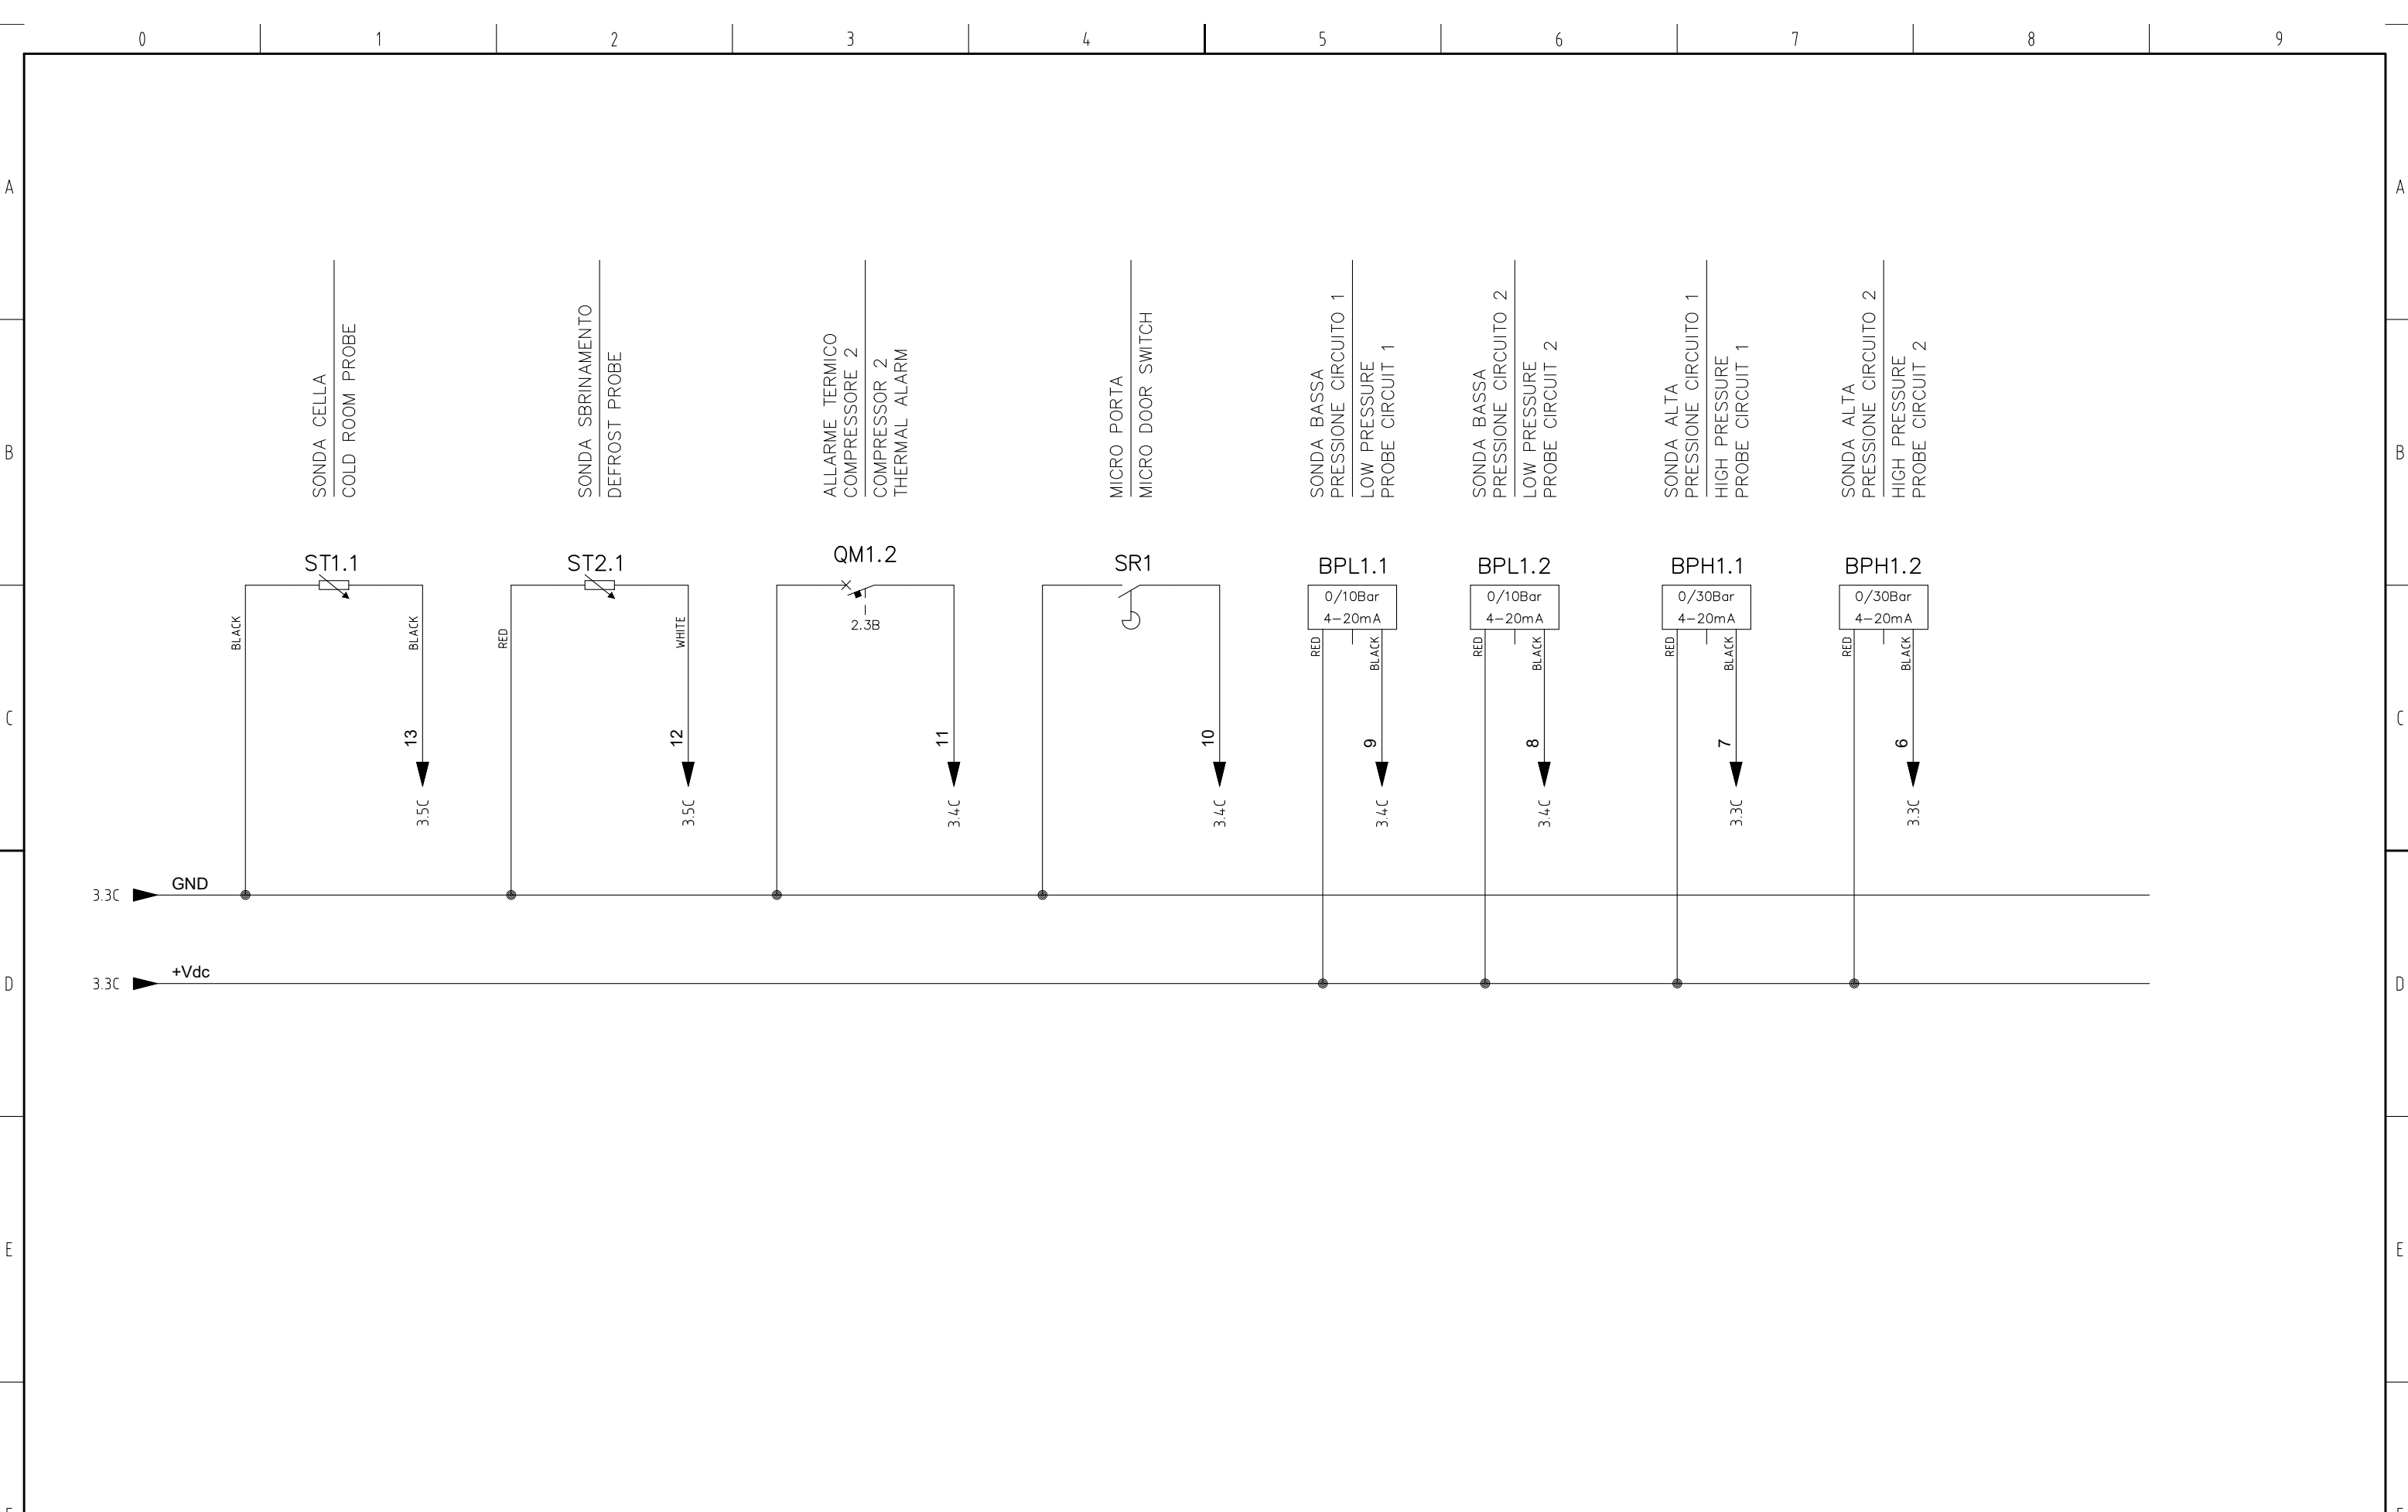 0 1 2 3 4 5 6 7 8 9
A A
SONDA CELLA
COLD ROOM PROBE
SONDA SBRINAMENTO
DEFROST PROBE
ALLARME TERMICO
COMPRESSORE 2
COMPRESSOR 2
THERMAL ALARM
MICRO PORTA
MICRO DOOR SWITCH
SONDA BASSA
PRESSIONE CIRCUITO 1
LOW PRESSURE
PROBE CIRCUIT 1
SONDA BASSA
PRESSIONE CIRCUITO 2
LOW PRESSURE
PROBE CIRCUIT 2
SONDA ALTA
PRESSIONE CIRCUITO 1
HIGH PRESSURE
PROBE CIRCUIT 1
SONDA ALTA
PRESSIONE CIRCUITO 2
HIGH PRESSURE
PROBE CIRCUIT 2
B B
ST1.1
ST2.1
QM1.2
SR1
BPL1.1
BPL1.2
BPH1.1
BPH1.2
0/10Bar
4-20mA
0/10Bar
4-20mA
0/30Bar
4-20mA
0/30Bar
4-20mA
2.3B
BLACK
BLACK
RED
WHITE
RED
BLACK
RED
BLACK
RED
BLACK
RED
BLACK
C C
13
12
11
10
9
8
7
6
3.5C
3.5C
3.4C
3.4C
3.4C
3.4C
3.3C
3.3C
3.3C GND
3.3C +Vdc
D D
E E